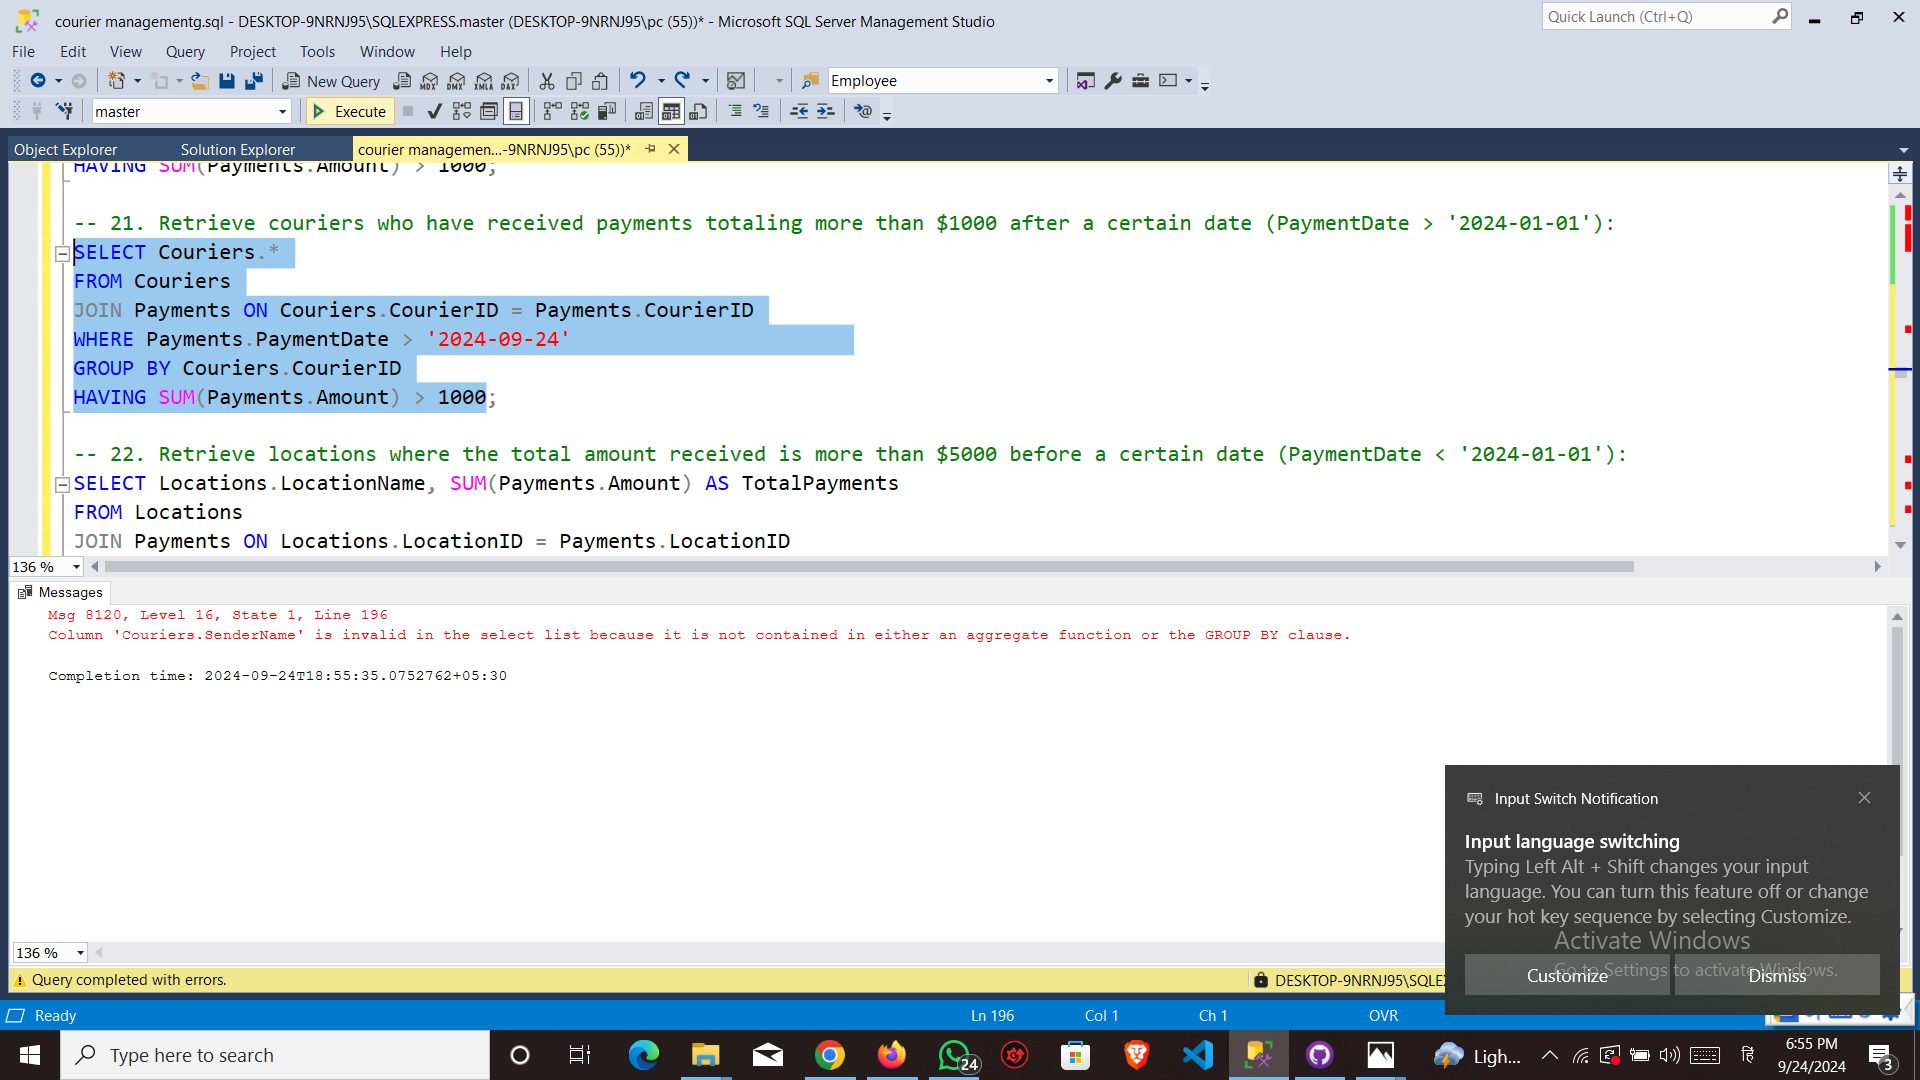 courier managementg.sql - DESKTOP-9NRNJ95\SQLEXPRESS.master (DESKTOP-9NRNJ95\pc (55))* - Microsoft SQL Server Management Studio
Quick Launch (Ctrl+Q)
File Edit View Query Project Tools Window Help
New Query
MDX DMX XMLA DAX
Employee
master
Execute
Object Explorer
Solution Explorer
courier managemen...-9NRNJ95\pc (55))*
HAVING SUM(Payments.Amount) > 1000;
-- 21. Retrieve couriers who have received payments totaling more than $1000 after a certain date (PaymentDate > '2024-01-01'):
SELECT Couriers.*
FROM Couriers
JOIN Payments ON Couriers.CourierID = Payments.CourierID
WHERE Payments.PaymentDate > '2024-09-24'
GROUP BY Couriers.CourierID
HAVING SUM(Payments.Amount) > 1000;
-- 22. Retrieve locations where the total amount received is more than $5000 before a certain date (PaymentDate < '2024-01-01'):
SELECT Locations.LocationName, SUM(Payments.Amount) AS TotalPayments
FROM Locations
JOIN Payments ON Locations.LocationID = Payments.LocationID
136 %
Messages
Msg 8120, Level 16, State 1, Line 196
Column 'Couriers.SenderName' is invalid in the select list because it is not contained in either an aggregate function or the GROUP BY clause.
Completion time: 2024-09-24T18:55:35.0752762+05:30
Input Switch Notification
Input language switching
Typing Left Alt + Shift changes your input
language. You can turn this feature off or change
your hot key sequence by selecting Customize.
Activate Windows
Go to Settings to activate Windows.
Customize
Dismiss
136 %
Query completed with errors.
DESKTOP-9NRNJ95\SQLEX
Ready
Ln 196
Col 1
Ch 1
OVR
Type here to search
24
Ligh...
हि
6:55 PM
9/24/2024
3